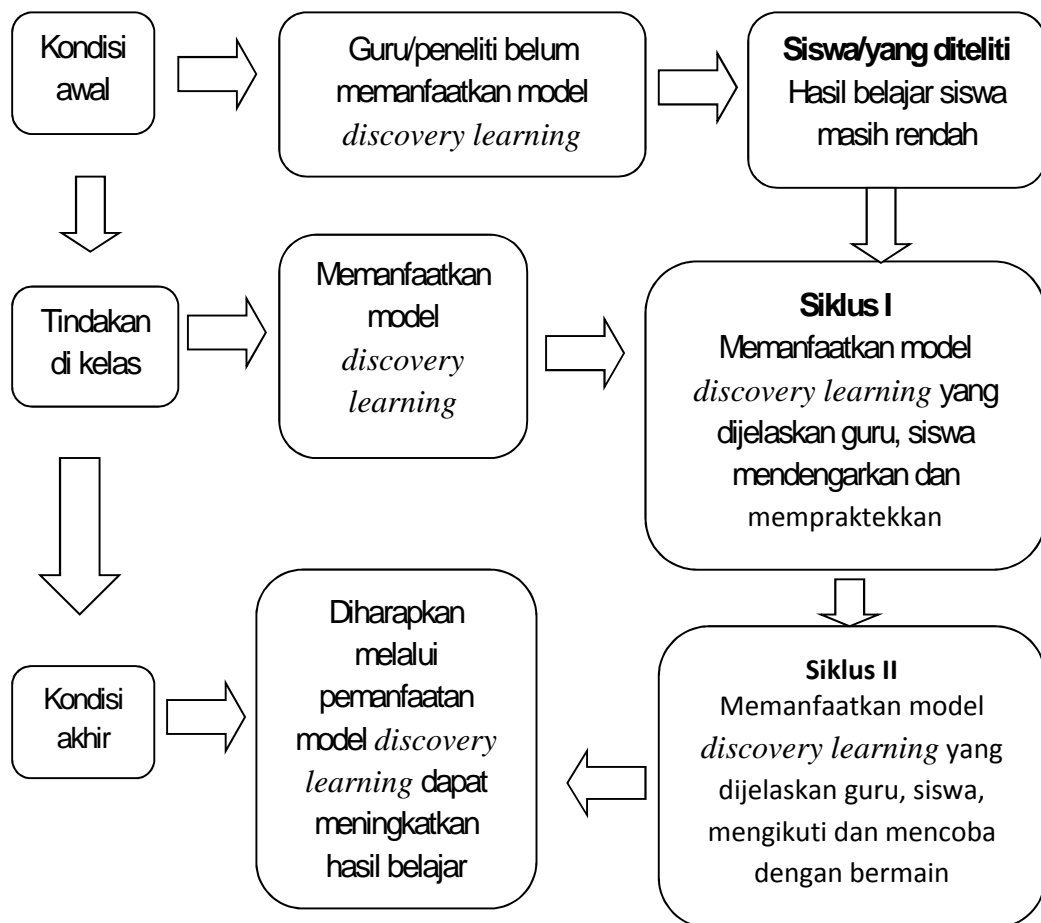 Kondisi
awal
Guru/peneliti belum
memanfaatkan model
discovery learning
Siswa/yang diteliti
Hasil belajar siswa
masih rendah
Tindakan
di kelas
Memanfaatkan
model
discovery
learning
Siklus I
Memanfaatkan model
discovery learning yang
dijelaskan guru, siswa
mendengarkan dan
mempraktekkan
Kondisi
akhir
Diharapkan
melalui
pemanfaatan
model discovery
learning dapat
meningkatkan
hasil belajar
Siklus II
Memanfaatkan model
discovery learning yang
dijelaskan guru, siswa,
mengikuti dan mencoba
dengan bermain